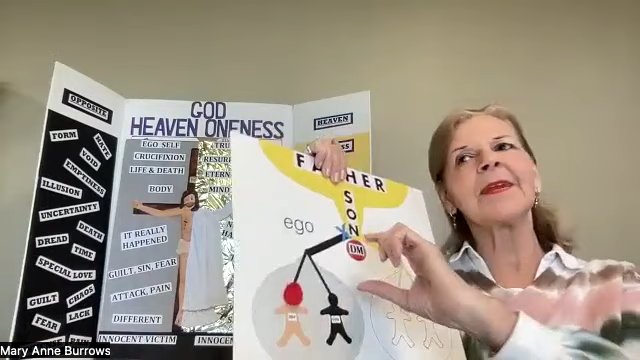 OPPOSITE
FORM
HATE
VOID
EMPTINESS
ILLUSION
UNCERTAINTY
DEATH
DREAD
TIME
SPECIAL LOVE
GUILT
CHAOS
LACK
FEAR
GOD
HEAVEN ONENESS
EGO SELF
CRUCIFIXION
LIFE & DEATH
BODY
IT REALLY
HAPPENED
GUILT, SIN, FEAR
ATTACK, PAIN
DIFFERENT
INNOCENT VICTIM
HEAVEN
FATHER
SON
DM
ego
Mary Anne Burrows